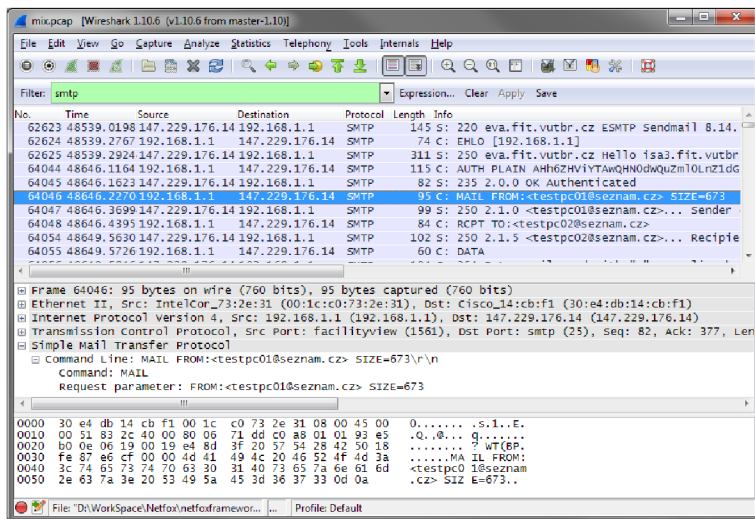 mix.pcap [Wireshark 1.10.6 (v1.10.6 from master-1.10)]
File Edit View Go Capture Analyze Statistics Telephony Tools Internals Help
Filter: smtp Expression... Clear Apply Save
No. Time Source Destination Protocol Length Info
62623 48539.0198 147.229.176.14 192.168.1.1 SMTP 145 S: 220 eva.fit.vutbr.cz ESMTP Sendmail 8.14.
62624 48539.2767 192.168.1.1 147.229.176.14 SMTP 74 C: EHLO [192.168.1.1]
62625 48539.2924 147.229.176.14 192.168.1.1 SMTP 311 S: 250 eva.fit.vutbr.cz Hello isa3.fit.vutbr
64044 48646.1164 192.168.1.1 147.229.176.14 SMTP 115 C: AUTH PLAIN
64045 48646.1623 147.229.176.14 192.168.1.1 SMTP 82 S: 235 2.0.0 OK Authenticated
64046 48646.2270 192.168.1.1 147.229.176.14 SMTP 95 C: MAIL FROM:<testpc01@seznam.cz> SIZE=673
64047 48646.3699 147.229.176.14 192.168.1.1 SMTP 99 S: 250 2.1.0 <testpc01@seznam.cz>... Sender
64048 48646.4395 192.168.1.1 147.229.176.14 SMTP 84 C: RCPT TO:<testpc02@seznam.cz>
64054 48649.5630 147.229.176.14 192.168.1.1 SMTP 102 S: 250 2.1.5 <testpc02@seznam.cz>... Recipie
64055 48649.5726 192.168.1.1 147.229.176.14 SMTP 60 C: DATA
Frame 64046: 95 bytes on wire (760 bits), 95 bytes captured (760 bits)
Ethernet II, Src: IntelCor_73:2e:31 (00:1c:c0:73:2e:31), Dst: Cisco_14:cb:f1 (30:e4:db:14:cb:f1)
Internet Protocol Version 4, Src: 192.168.1.1 (192.168.1.1), Dst: 147.229.176.14 (147.229.176.14)
Transmission Control Protocol, Src Port: facilityview (1561), Dst Port: smtp (25), Seq: 82, Ack: 377, Len
Simple Mail Transfer Protocol
Command Line: MAIL FROM:<testpc01@seznam.cz> SIZE=673\r\n
Command: MAIL
Request parameter: FROM:<testpc01@seznam.cz> SIZE=673
0000 30 e4 db 14 cb f1 00 1c c0 73 2e 31 08 00 45 00 0....... .s.1..E.
0010 00 51 83 2c 40 00 80 06 71 dd c0 a8 01 01 93 e5 .Q.,@... q.......
0020 b0 0e 06 19 00 19 e4 8d 3f 20 57 54 28 42 50 18 ........ ? WT(BP.
0030 fe 87 e6 cf 00 00 4d 41 49 4c 20 46 52 4f 4d 3a ......MA IL FROM:
0040 3c 74 65 73 74 70 63 30 31 40 73 65 7a 6e 61 6d <testpc0 1@seznam
0050 2e 63 7a 3e 20 53 49 5a 45 3d 36 37 33 0d 0a .cz> SIZ E=673..
File: "D:\WorkSpace\Netfox\netfoxframewor... ... Profile: Default